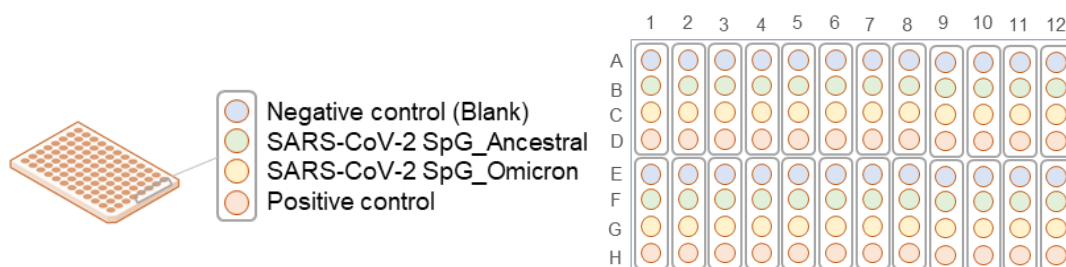 Negative control (Blank)
SARS-CoV-2 SpG_Ancestral
SARS-CoV-2 SpG_Omicron
Positive control
1 2 3 4 5 6 7 8 9 10 11 12
A
B
C
D
E
F
G
H